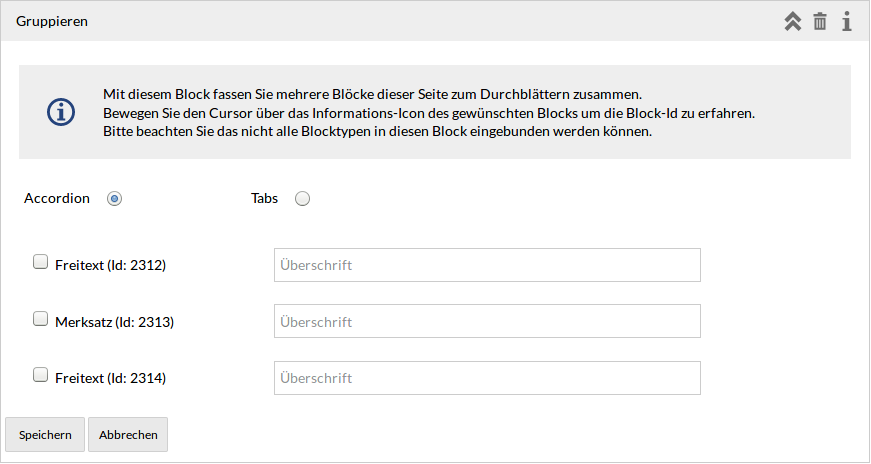 Gruppieren
Mit diesem Block fassen Sie mehrere Blöcke dieser Seite zum Durchblättern zusammen.
Bewegen Sie den Cursor über das Informations-Icon des gewünschten Blocks um die Block-Id zu erfahren.
Bitte beachten Sie das nicht alle Blocktypen in diesen Block eingebunden werden können.
Accordion Tabs
Freitext (Id: 2312) Überschrift
Merksatz (Id: 2313) Überschrift
Freitext (Id: 2314) Überschrift
Speichern Abbrechen